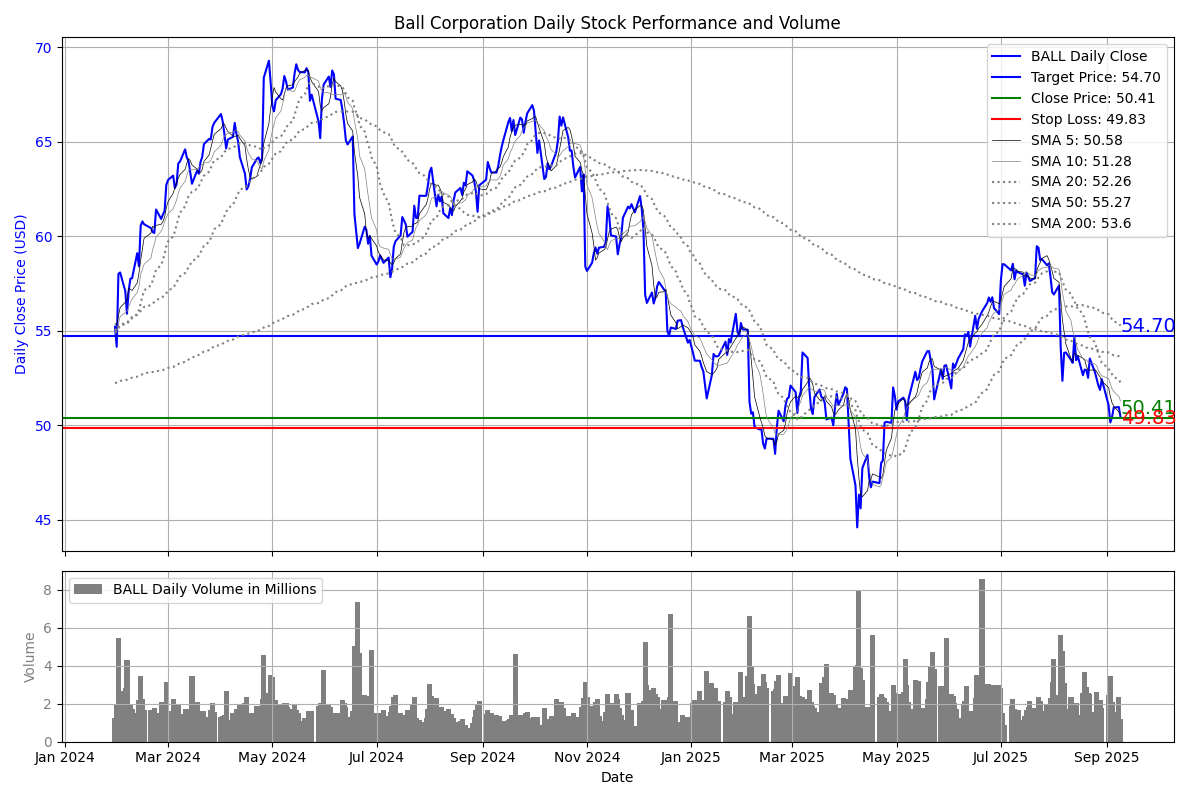 Ball Corporation Daily Stock Performance and Volume
Daily Close Price (USD)
70
65
60
55
50
45
BALL Daily Close
Target Price: 54.70
Close Price: 50.41
Stop Loss: 49.83
SMA 5: 50.58
SMA 10: 51.28
SMA 20: 52.26
SMA 50: 55.27
SMA 200: 53.6
54.70
50.41
49.83
Volume
8
6
4
2
0
BALL Daily Volume in Millions
Jan 2024 Mar 2024 May 2024 Jul 2024 Sep 2024 Nov 2024 Jan 2025 Mar 2025 May 2025 Jul 2025 Sep 2025
Date